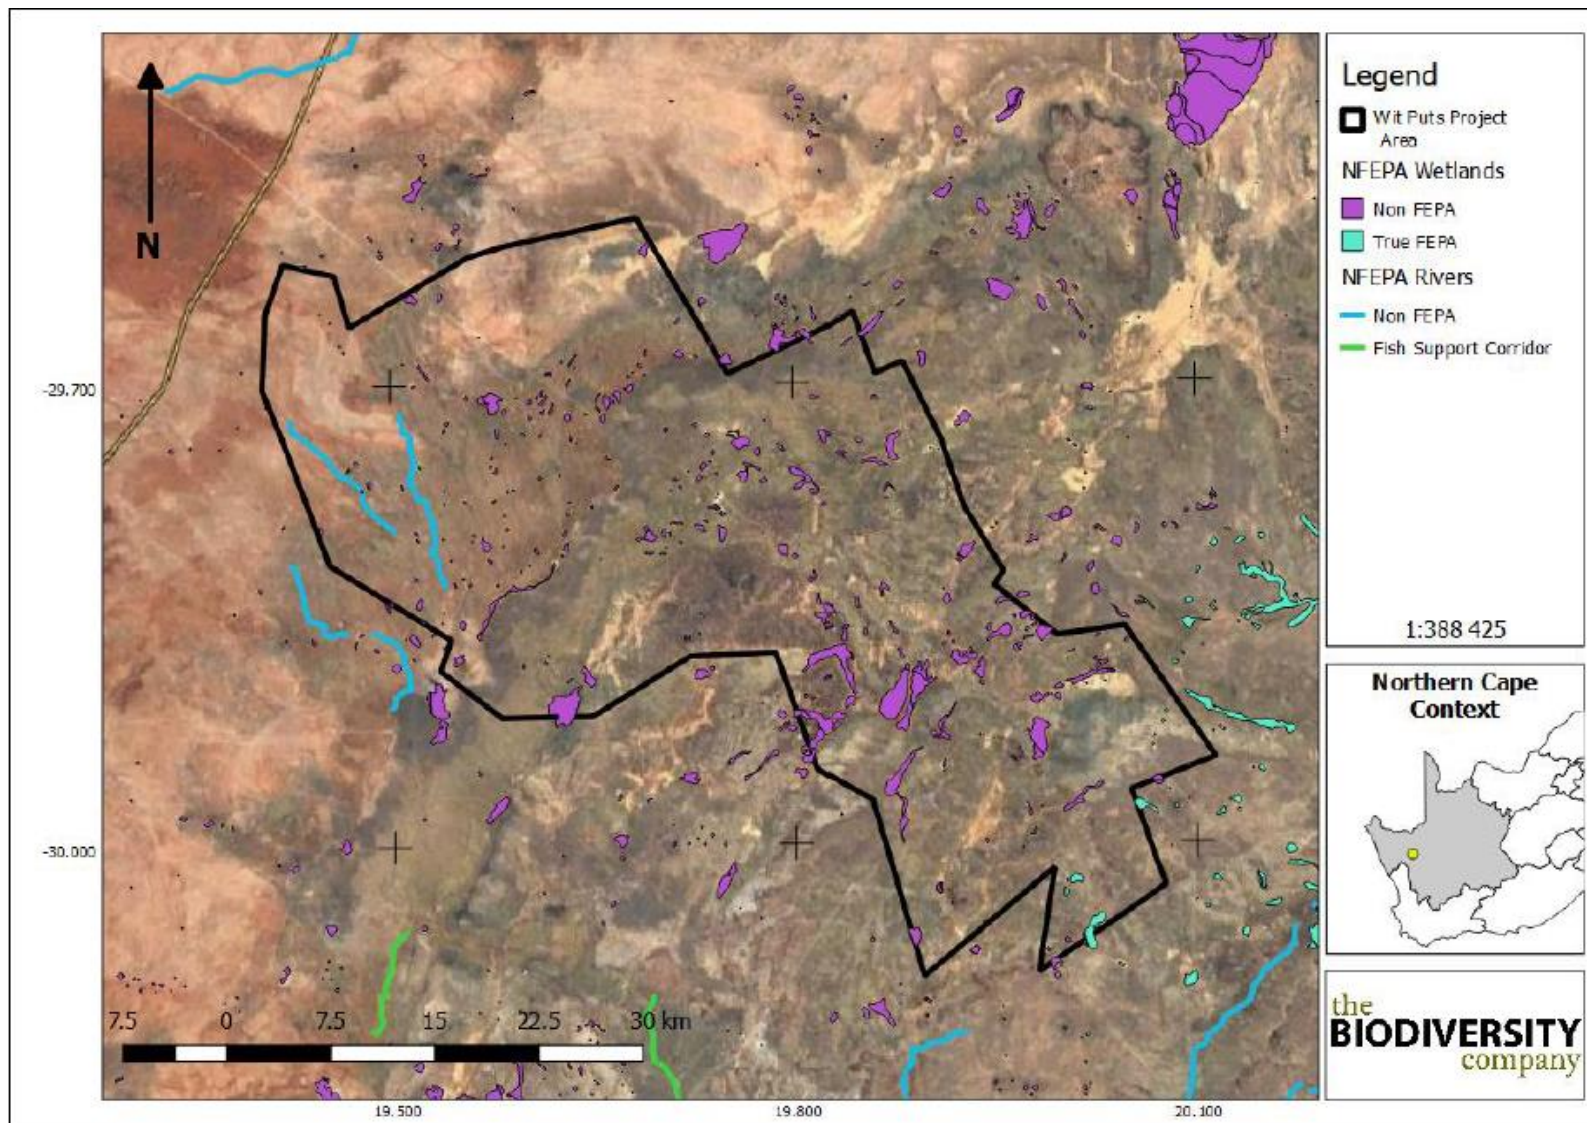 N
-29.700
-30.000
7.5 0 7.5 15 22.5 30 km
19.500 19.800 20.100
Legend
Wit Puts Project
Area
NFEPA Wetlands
Non FEPA
True FEPA
NFEPA Rivers
Non FEPA
Fish Support Corridor
1:388 425
Northern Cape
Context
the
BIODIVERSITY
company